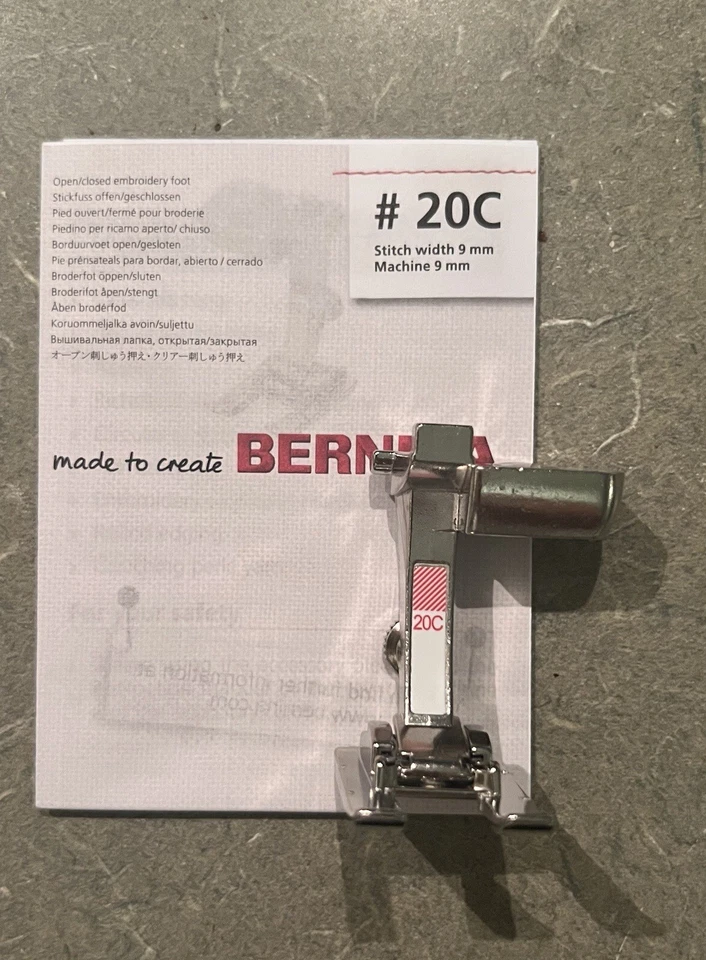 Open/closed embroidery foot
Stickfuss offen/geschlossen
Pied ouvert/fermé pour broderie
Piedino per ricamo aperto/ chiuso
Borduurvoet open/gesloten
Pie prênsateals para bordar, abierto / cerrado
Broderfot öppen/sluten
Broderifot åpen/stengt
Åben brodérfod
Koruommeljalka avoin/suljettu
Вышивальная лапка, открытая/закрытая
オープン刺しゅう押え・クリアー刺しゅう押え
# 20C
Stitch width 9 mm
Machine 9 mm
made to create BERNINA
20C